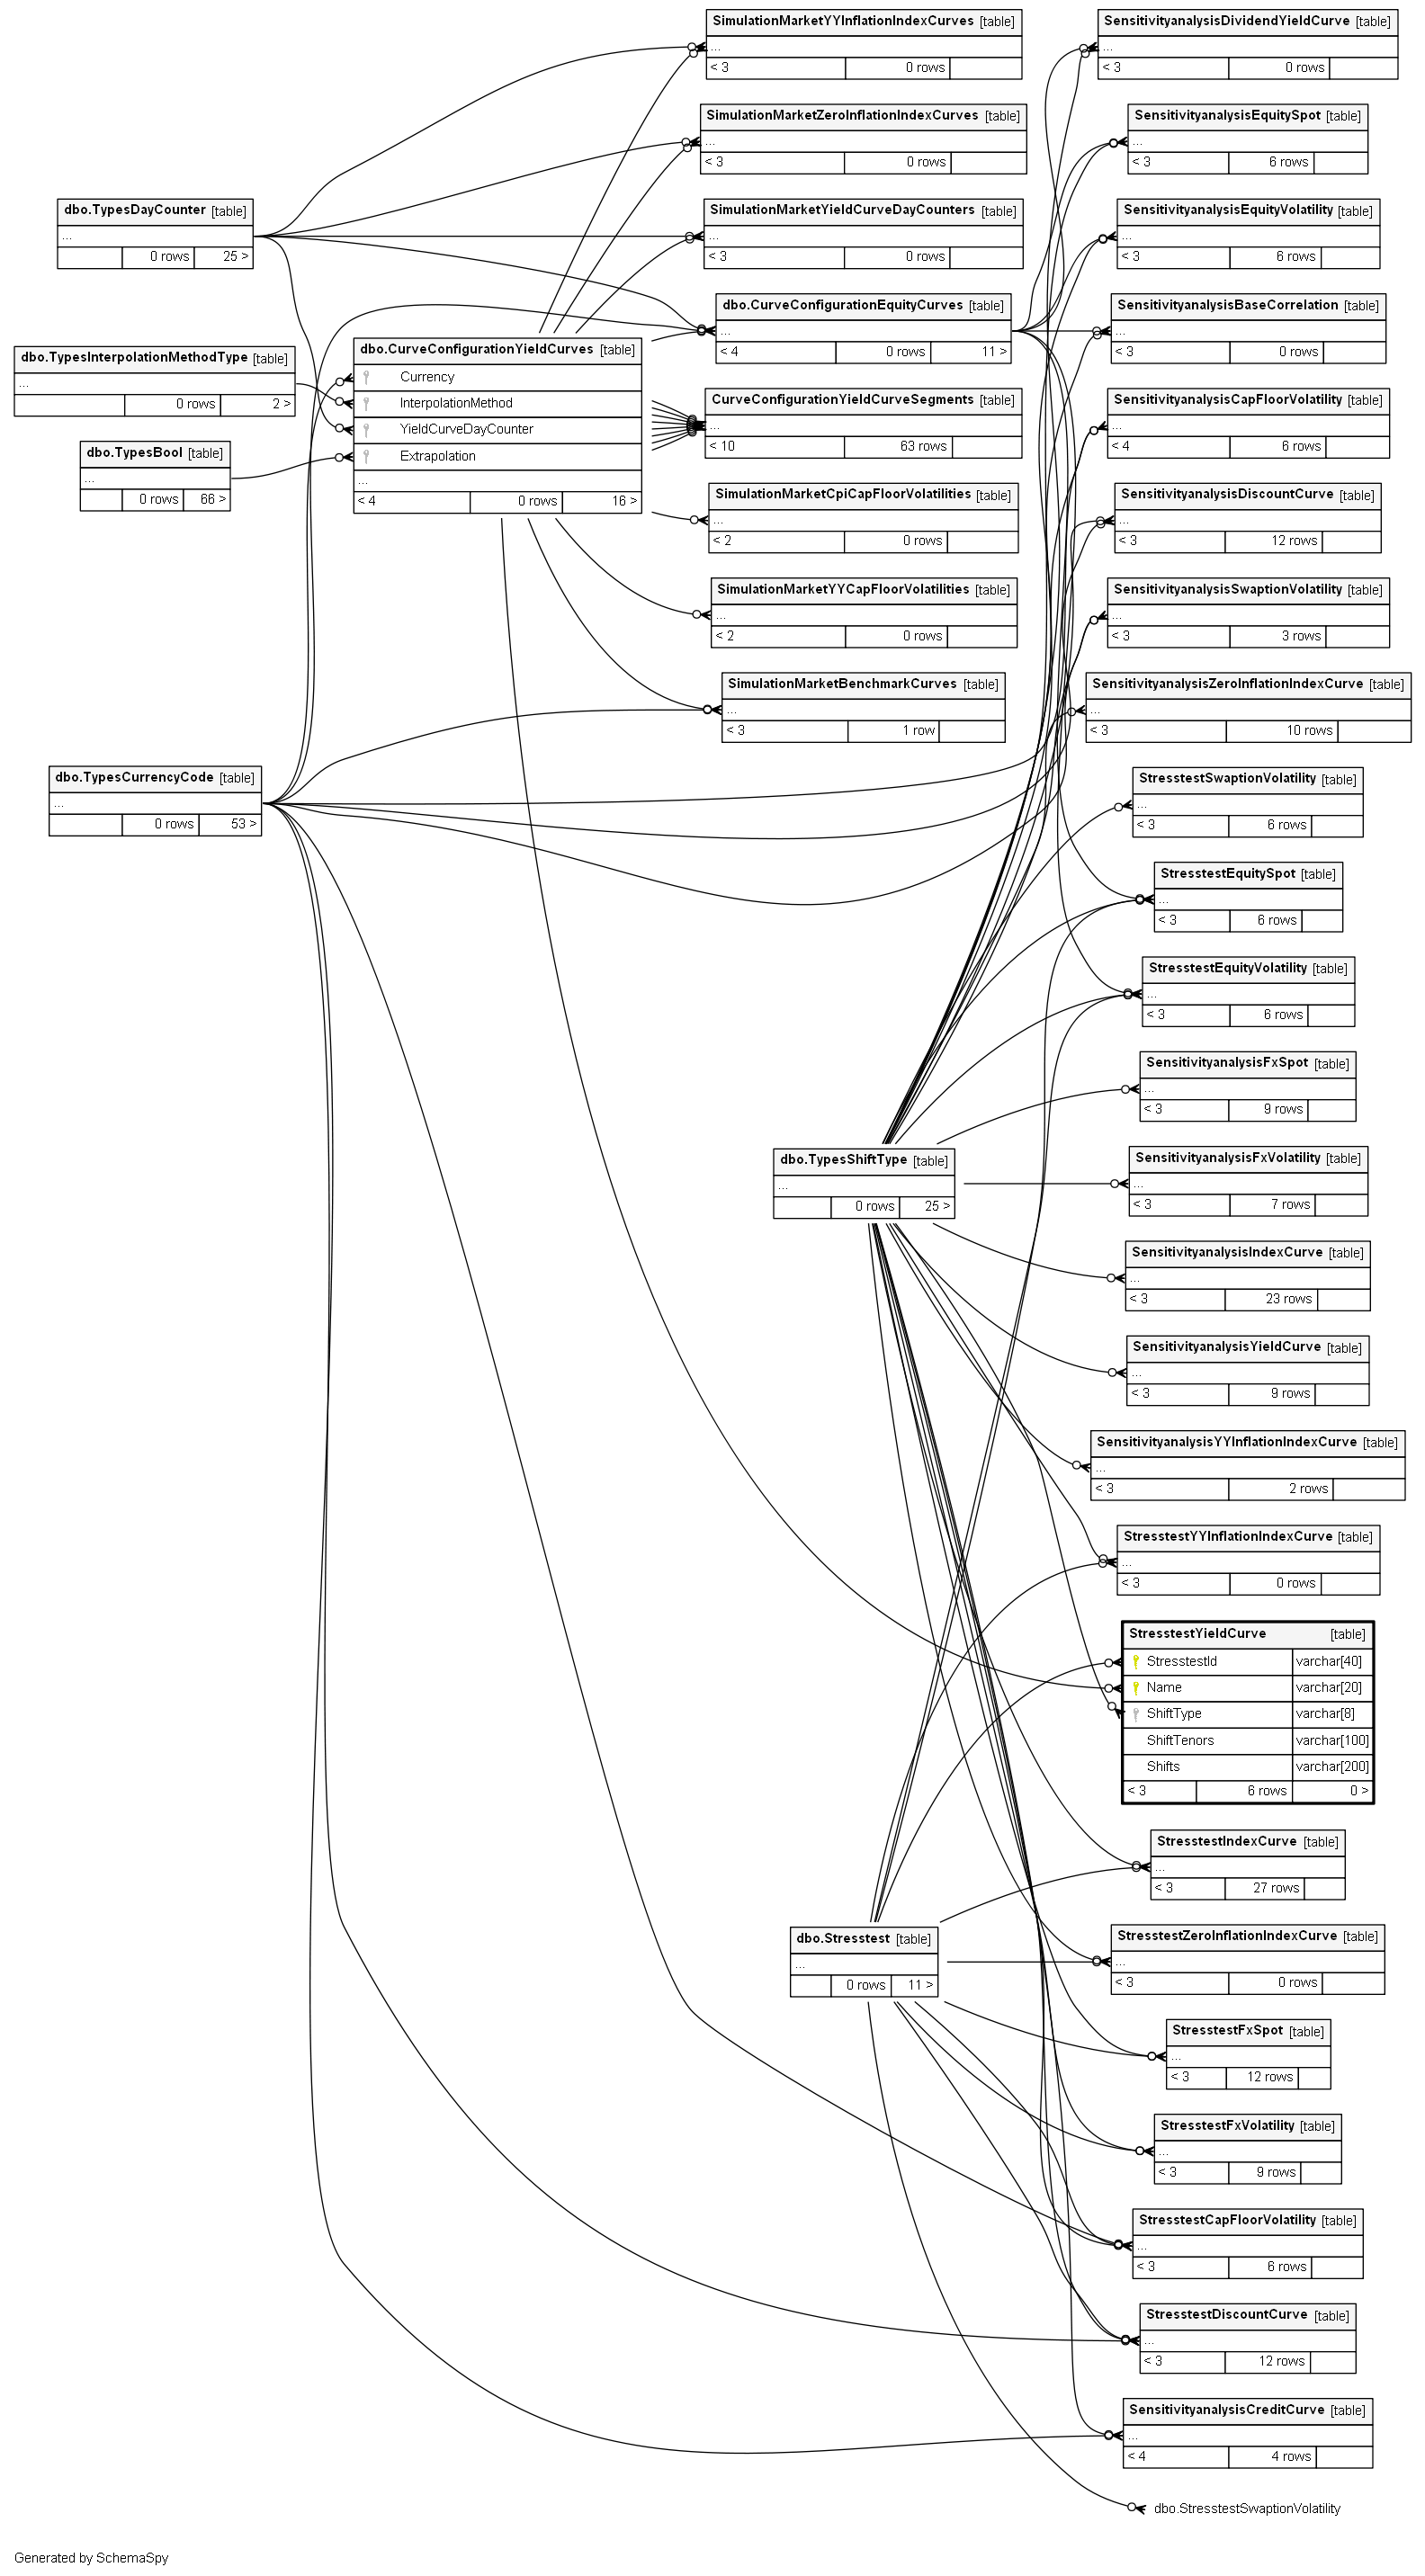 SimulationMarketYYInflationIndexCurves [table]
...
< 3 0 rows
SimulationMarketZeroInflationIndexCurves [table]
...
< 3 0 rows
dbo.TypesDayCounter [table]
...
0 rows 25 >
SimulationMarketYieldCurveDayCounters [table]
...
< 3 0 rows
dbo.CurveConfigurationEquityCurves [table]
...
< 4 0 rows 11 >
dbo.TypesInterpolationMethodType [table]
...
0 rows 2 >
dbo.CurveConfigurationYieldCurves [table]
Currency
InterpolationMethod
YieldCurveDayCounter
Extrapolation
...
< 4 0 rows 16 >
CurveConfigurationYieldCurveSegments [table]
...
< 10 63 rows
dbo.TypesBool [table]
...
0 rows 66 >
SimulationMarketCpiCapFloorVolatilities [table]
...
< 2 0 rows
SimulationMarketYYCapFloorVolatilities [table]
...
< 2 0 rows
SimulationMarketBenchmarkCurves [table]
...
< 3 1 row
dbo.TypesCurrencyCode [table]
...
0 rows 53 >
SensitivityanalysisDividendYieldCurve [table]
...
< 3 0 rows
SensitivityanalysisEquitySpot [table]
...
< 3 6 rows
SensitivityanalysisEquityVolatility [table]
...
< 3 6 rows
SensitivityanalysisBaseCorrelation [table]
...
< 3 0 rows
SensitivityanalysisCapFloorVolatility [table]
...
< 4 6 rows
SensitivityanalysisDiscountCurve [table]
...
< 3 12 rows
SensitivityanalysisSwaptionVolatility [table]
...
< 3 3 rows
SensitivityanalysisZeroInflationIndexCurve [table]
...
< 3 10 rows
StresstestSwaptionVolatility [table]
...
< 3 6 rows
StresstestEquitySpot [table]
...
< 3 6 rows
StresstestEquityVolatility [table]
...
< 3 6 rows
SensitivityanalysisFxSpot [table]
...
< 3 9 rows
dbo.TypesShiftType [table]
...
0 rows 25 >
SensitivityanalysisFxVolatility [table]
...
< 3 7 rows
SensitivityanalysisIndexCurve [table]
...
< 3 23 rows
SensitivityanalysisYieldCurve [table]
...
< 3 9 rows
SensitivityanalysisYYInflationIndexCurve [table]
...
< 3 2 rows
StresstestYYInflationIndexCurve [table]
...
< 3 0 rows
StresstestYieldCurve [table]
StresstestId varchar[40]
Name varchar[20]
ShiftType varchar[8]
ShiftTenors varchar[100]
Shifts varchar[200]
< 3 6 rows 0 >
StresstestIndexCurve [table]
...
< 3 27 rows
dbo.Stresstest [table]
...
0 rows 11 >
StresstestZeroInflationIndexCurve [table]
...
< 3 0 rows
StresstestFxSpot [table]
...
< 3 12 rows
StresstestFxVolatility [table]
...
< 3 9 rows
StresstestCapFloorVolatility [table]
...
< 3 6 rows
StresstestDiscountCurve [table]
...
< 3 12 rows
SensitivityanalysisCreditCurve [table]
...
< 4 4 rows
dbo.StresstestSwaptionVolatility
Generated by SchemaSpy